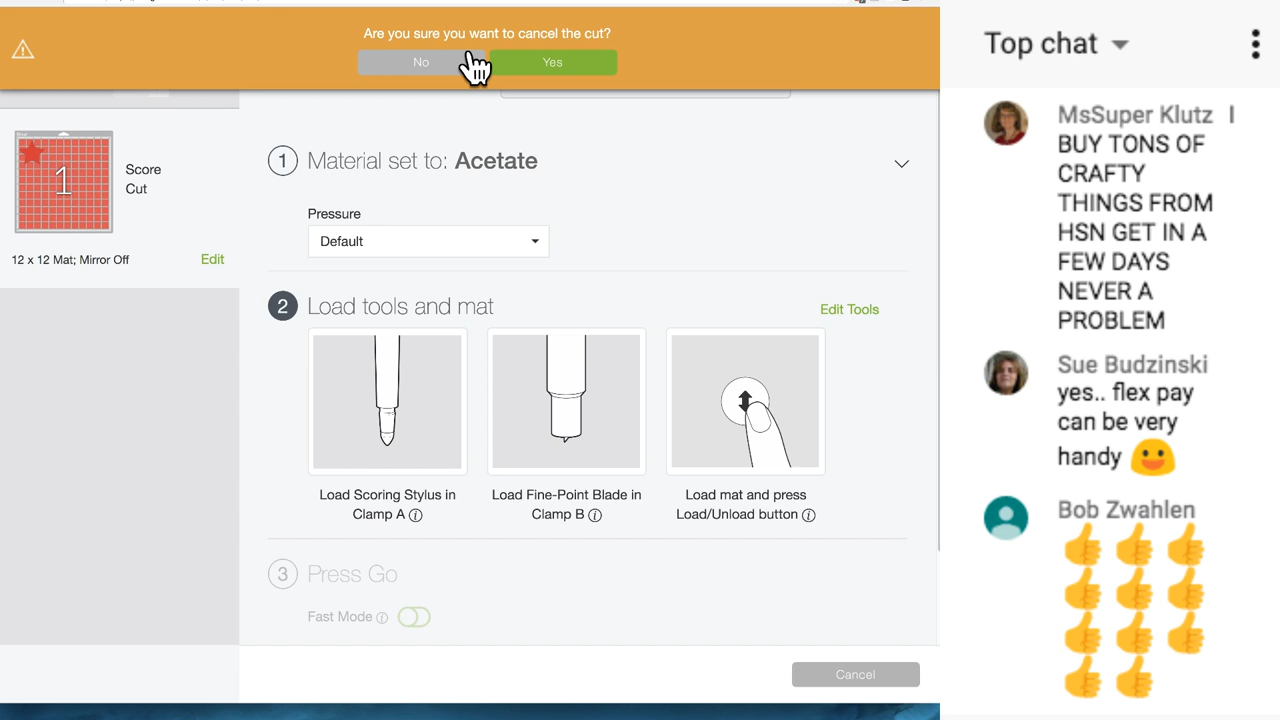 Are you sure you want to cancel the cut?
No
Yes
1
Score
Cut
12 x 12 Mat; Mirror Off
Edit
1 Material set to: Acetate
Pressure
Default
2 Load tools and mat
Edit Tools
Load Scoring Stylus in
Clamp A
Load Fine-Point Blade in
Clamp B
Load mat and press
Load/Unload button
3 Press Go
Fast Mode
Cancel
Top chat
MsSuper Klutz I
BUY TONS OF
CRAFTY
THINGS FROM
HSN GET IN A
FEW DAYS
NEVER A
PROBLEM
Sue Budzinski
yes.. flex pay
can be very
handy
Bob Zwahlen